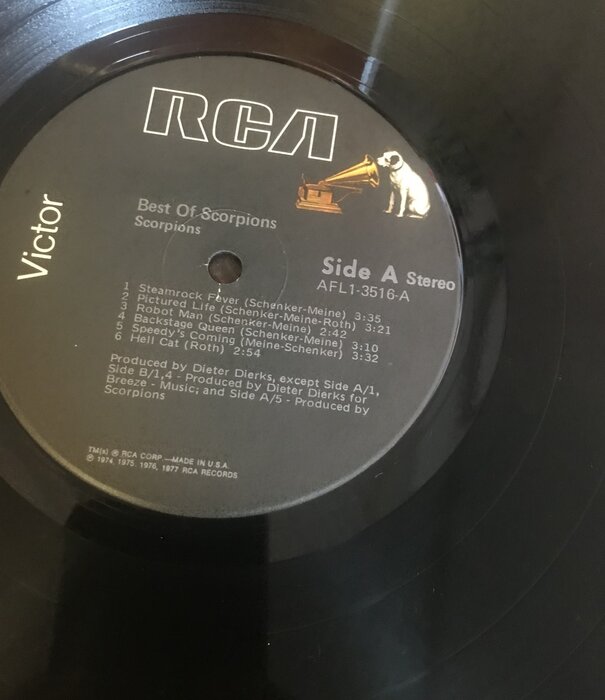 RCA
Victor
Best Of Scorpions
Scorpions
Side A Stereo
AFL1-3516-A
1 Steamrock Fever (Schenker-Meine) 3:35
2 Pictured Life (Schenker-Meine-Roth) 3:21
3 Robot Man (Schenker-Meine) 2:42
4 Backstage Queen (Schenker-Meine) 3:10
5 Speedy's Coming (Meine-Schenker) 3:32
6 Hell Cat (Roth) 2:54
Produced by Dieter Dierks, except Side A/1,
Side B/1,4 - Produced by Dieter Dierks for
Breeze - Music; and Side A/5 - Produced by
Scorpions
TM(s) ® RCA CORP.—MADE IN U.S.A.
℗ 1974, 1975, 1976, 1977 RCA RECORDS